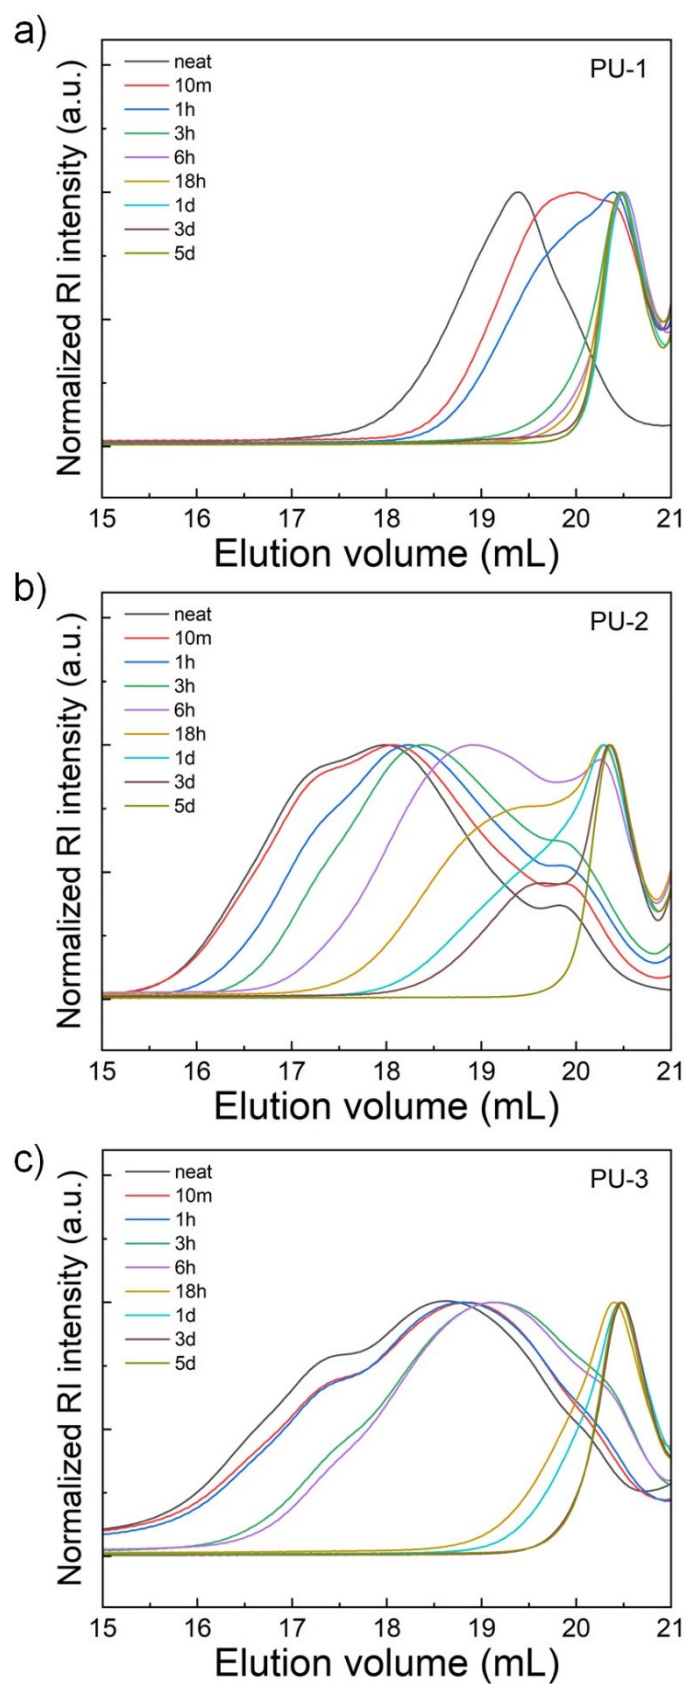 a)
PU-1
neat
10m
1h
3h
6h
18h
1d
3d
5d
Normalized RI intensity (a.u.)
15 16 17 18 19 20 21
Elution volume (mL)
b)
PU-2
neat
10m
1h
3h
6h
18h
1d
3d
5d
Normalized RI intensity (a.u.)
15 16 17 18 19 20 21
Elution volume (mL)
c)
PU-3
neat
10m
1h
3h
6h
18h
1d
3d
5d
Normalized RI intensity (a.u.)
15 16 17 18 19 20 21
Elution volume (mL)